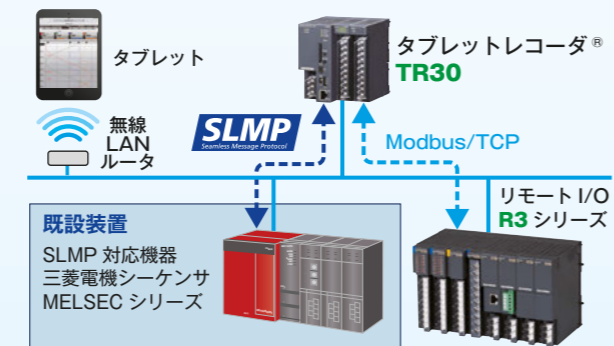 タブレット
タブレットレコーダ®
TR30
無線
LAN
ルータ
SLMP
Seamless Message Protocol
Modbus/TCP
リモート I/O
R3 シリーズ
既設装置
SLMP 対応機器
三菱電機シーケンサ
MELSEC シリーズ